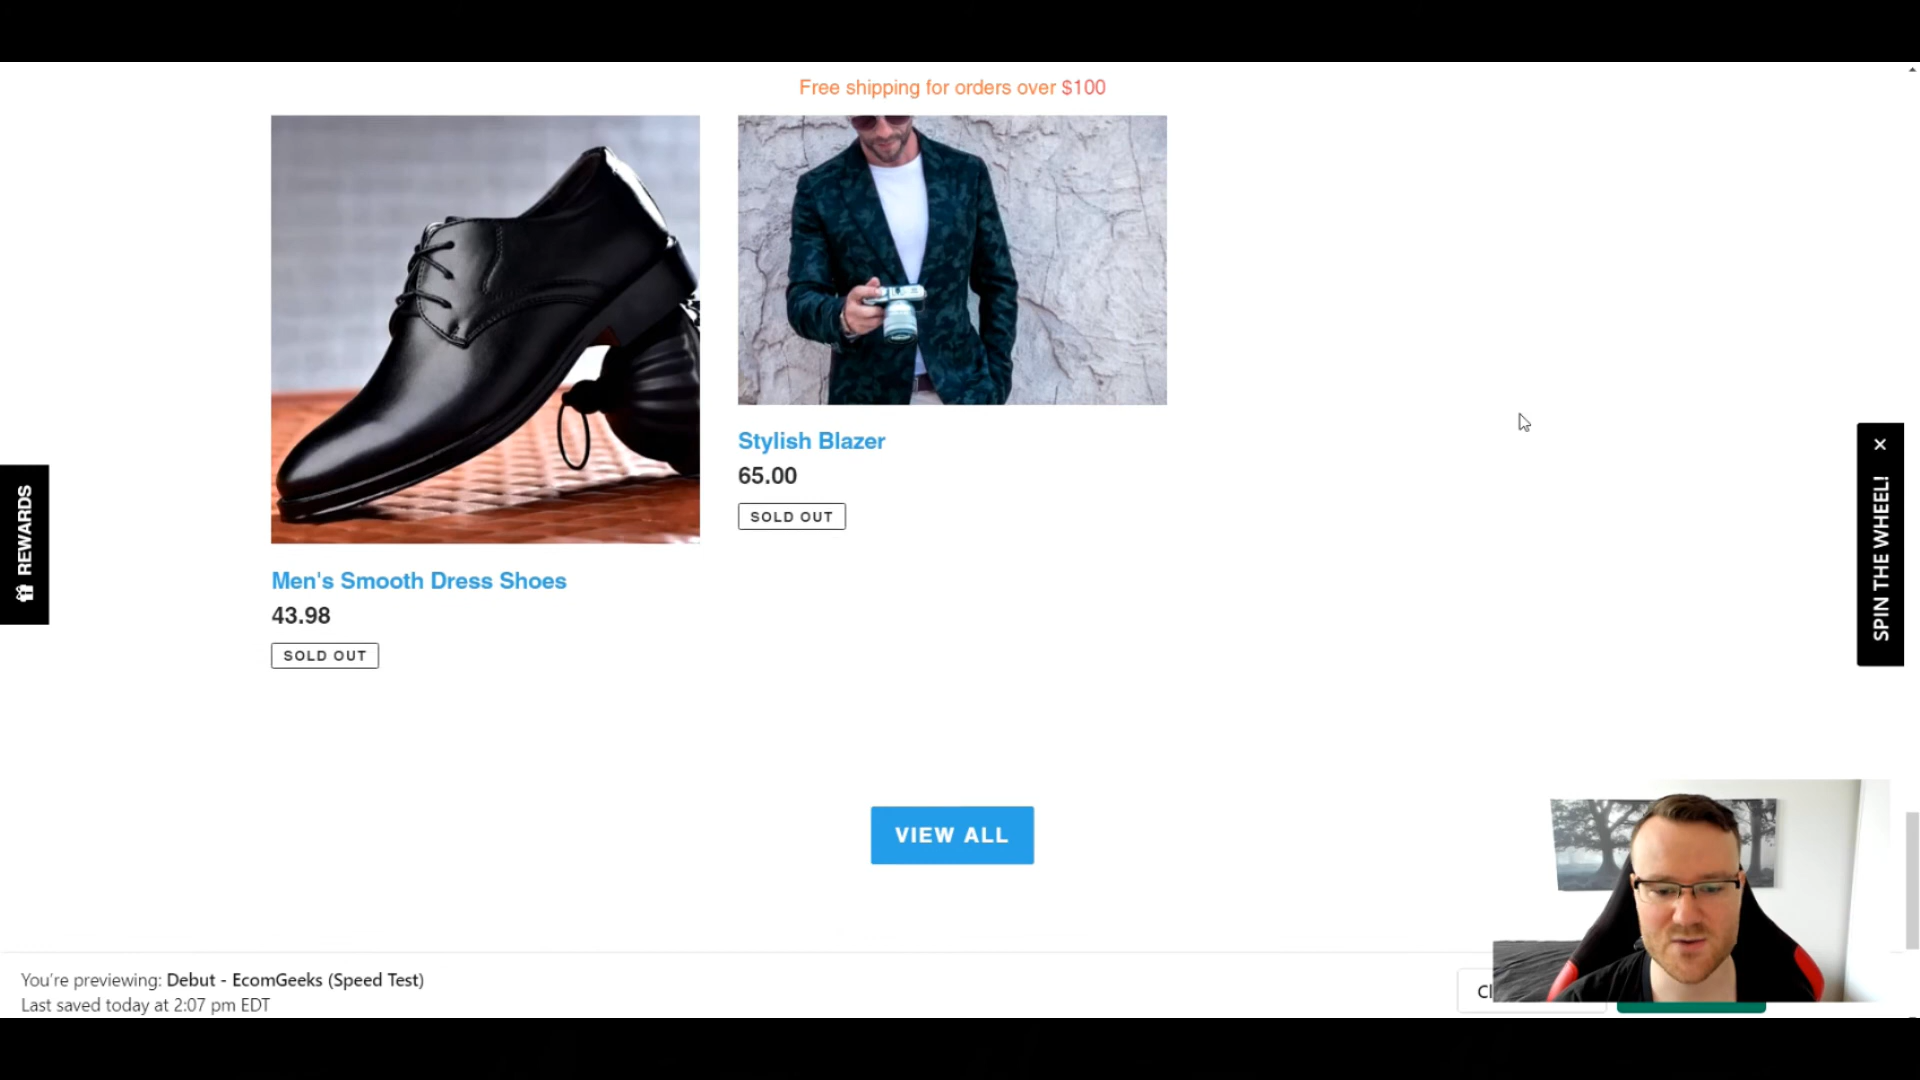 Free shipping for orders over $100
Stylish Blazer
65.00
SOLD OUT
Men's Smooth Dress Shoes
43.98
SOLD OUT
REWARDS
SPIN THE WHEEL!
VIEW ALL
You're previewing: Debut - EcomGeeks (Speed Test)
Last saved today at 2:07 pm EDT